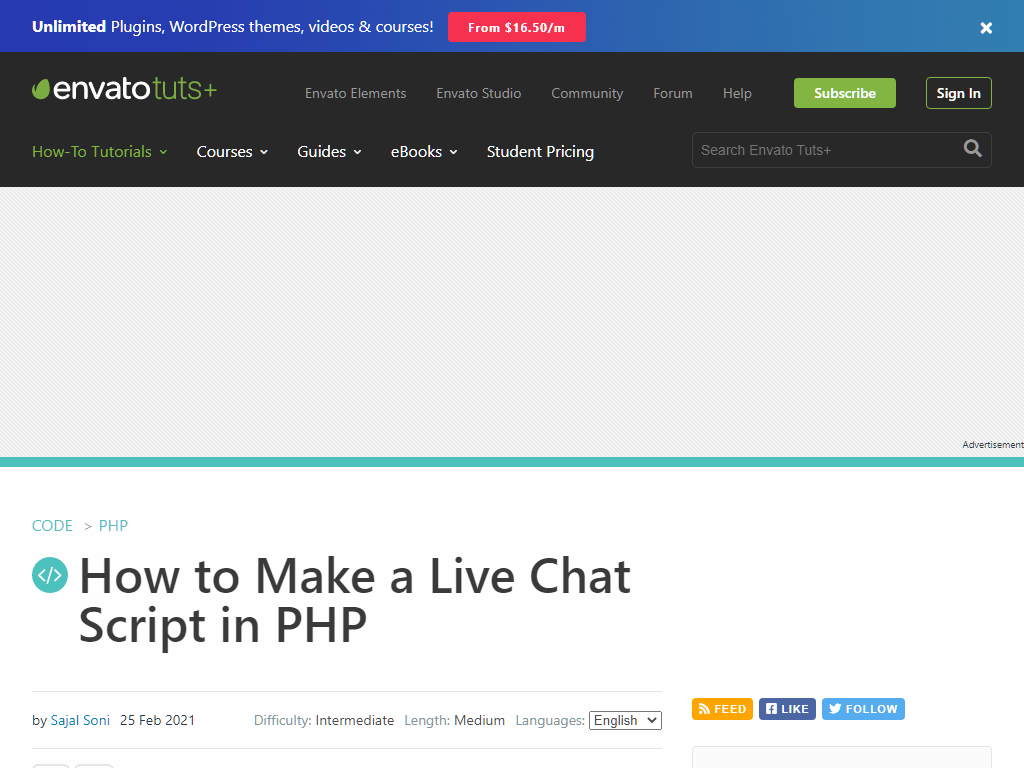 Unlimited Plugins, WordPress themes, videos & courses! From $16.50/m
envatotuts+ Envato Elements Envato Studio Community Forum Help Subscribe Sign In
How-To Tutorials Courses Guides eBooks Student Pricing Search Envato Tuts+
Advertisement
CODE > PHP
</> How to Make a Live Chat
Script in PHP
by Sajal Soni 25 Feb 2021 Difficulty: Intermediate Length: Medium Languages: English
FEED LIKE FOLLOW